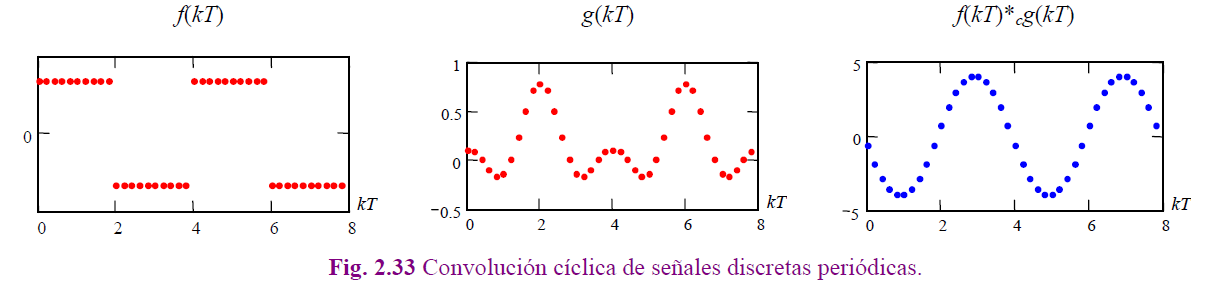 f(kT)
g(kT)
f(kT)*cg(kT)
0
0 2 4 6 8
kT
1
0.5
0
−0.5
0 2 4 6 8
kT
5
0
−5
0 2 4 6 8
kT
Fig. 2.33 Convolución cíclica de señales discretas periódicas.